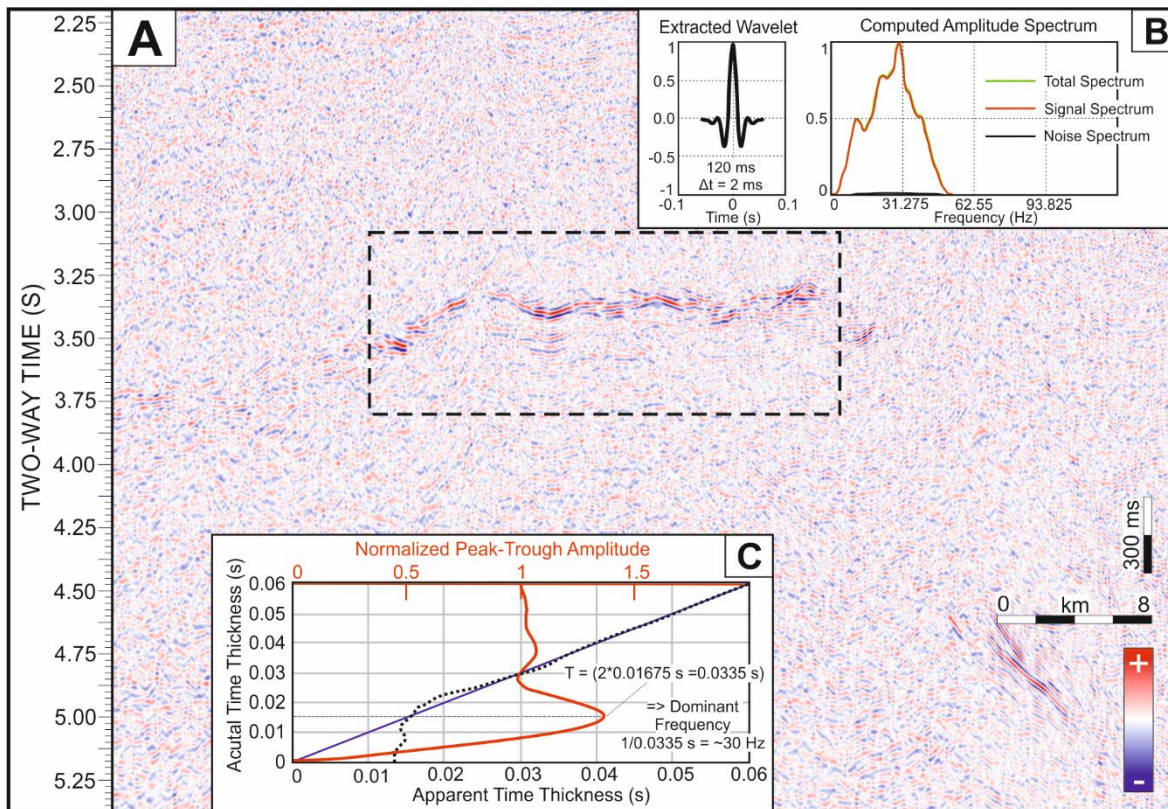 A
TWO-WAY TIME (S)
2.25
2.50
2.75
3.00
3.25
3.50
3.75
4.00
4.25
4.50
4.75
5.00
5.25
B
Extracted Wavelet
1
0.5
0.0
-0.5
-1
120 ms
Δt = 2 ms
-0.1 0 0.1
Time (s)
Computed Amplitude Spectrum
1
0.5
0
Total Spectrum
Signal Spectrum
Noise Spectrum
0 31.275 62.55 93.825
Frequency (Hz)
C
Normalized Peak-Trough Amplitude
0 0.5 1 1.5
Acutal Time Thickness (s)
0.06
0.05
0.04
0.03
0.02
0.01
0
T = (2*0.01675 s =0.0335 s)
=> Dominant
Frequency
1/0.0335 s = ~30 Hz
0 0.01 0.02 0.03 0.04 0.05 0.06
Apparent Time Thickness (s)
300 ms
0 km 8
+
-